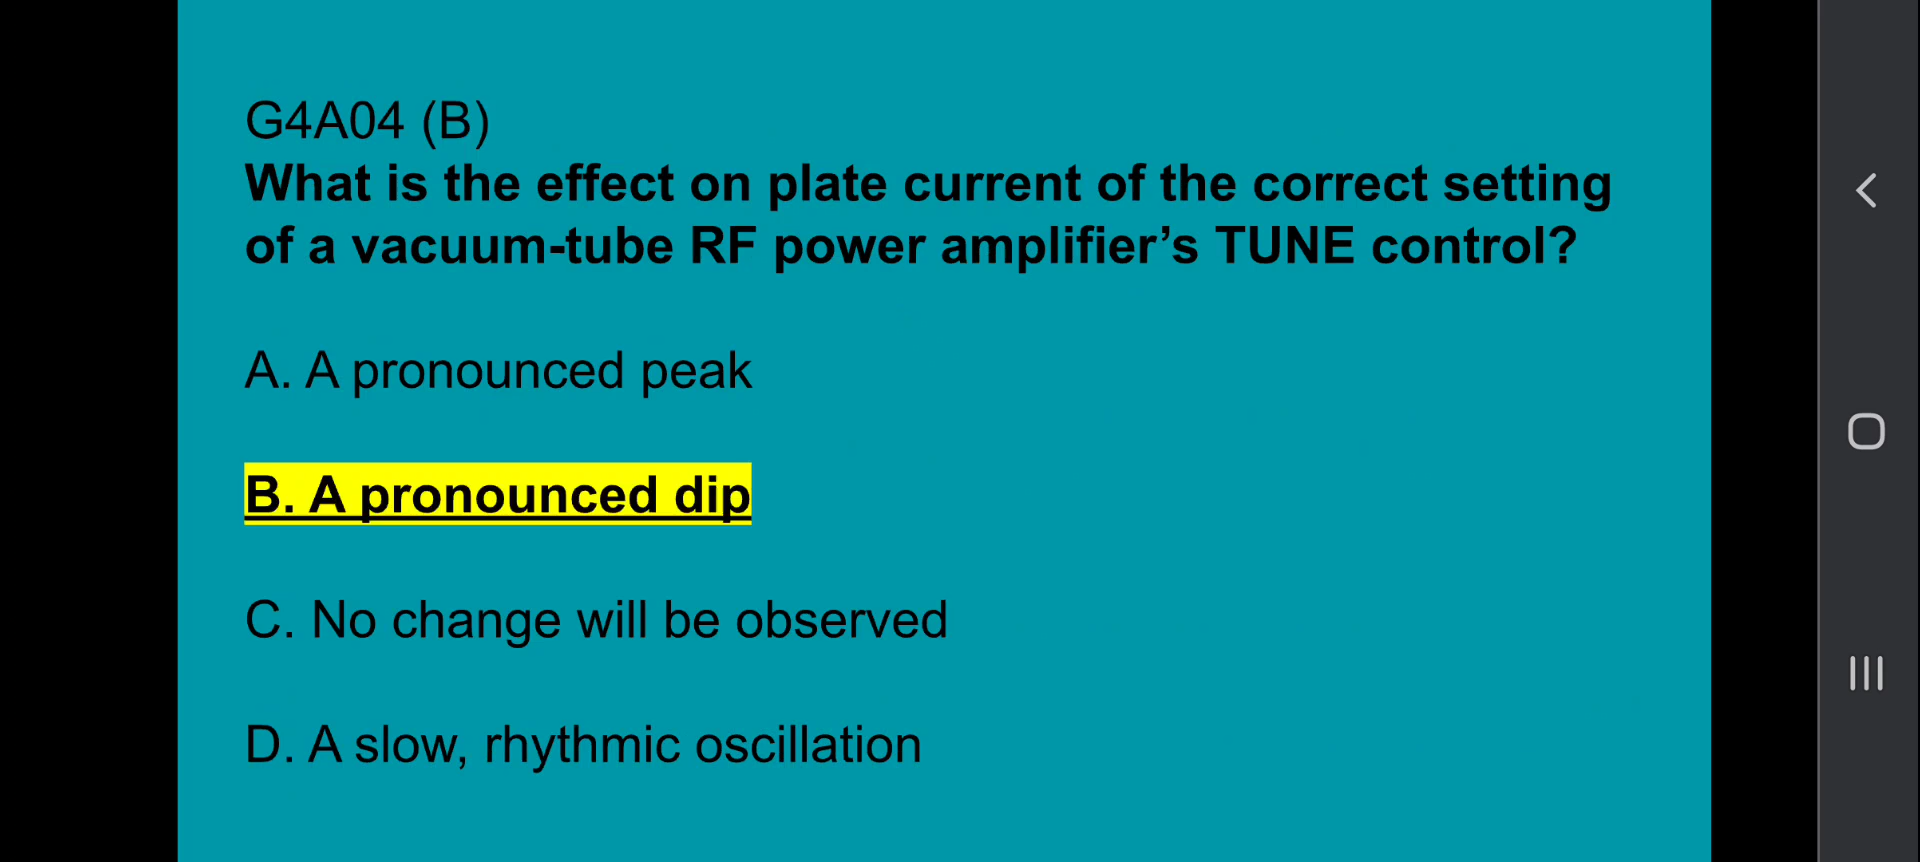 G4A04 (B)
What is the effect on plate current of the correct setting
of a vacuum-tube RF power amplifier’s TUNE control?
A. A pronounced peak
B. A pronounced dip
C. No change will be observed
D. A slow, rhythmic oscillation